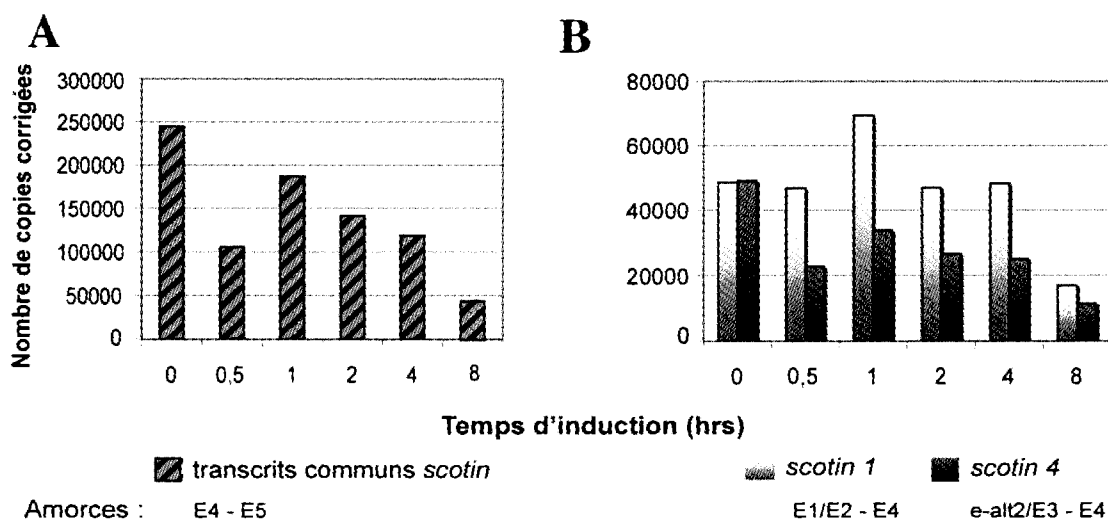 A
B
Nombre de copies corrigées
300000
250000
200000
150000
100000
50000
0
0 0,5 1 2 4 8
80000
60000
40000
20000
0
0 0,5 1 2 4 8
Temps d'induction (hrs)
transcrits communs scotin
scotin 1 scotin 4
Amorces : E4 - E5 E1/E2 - E4 e-alt2/E3 - E4